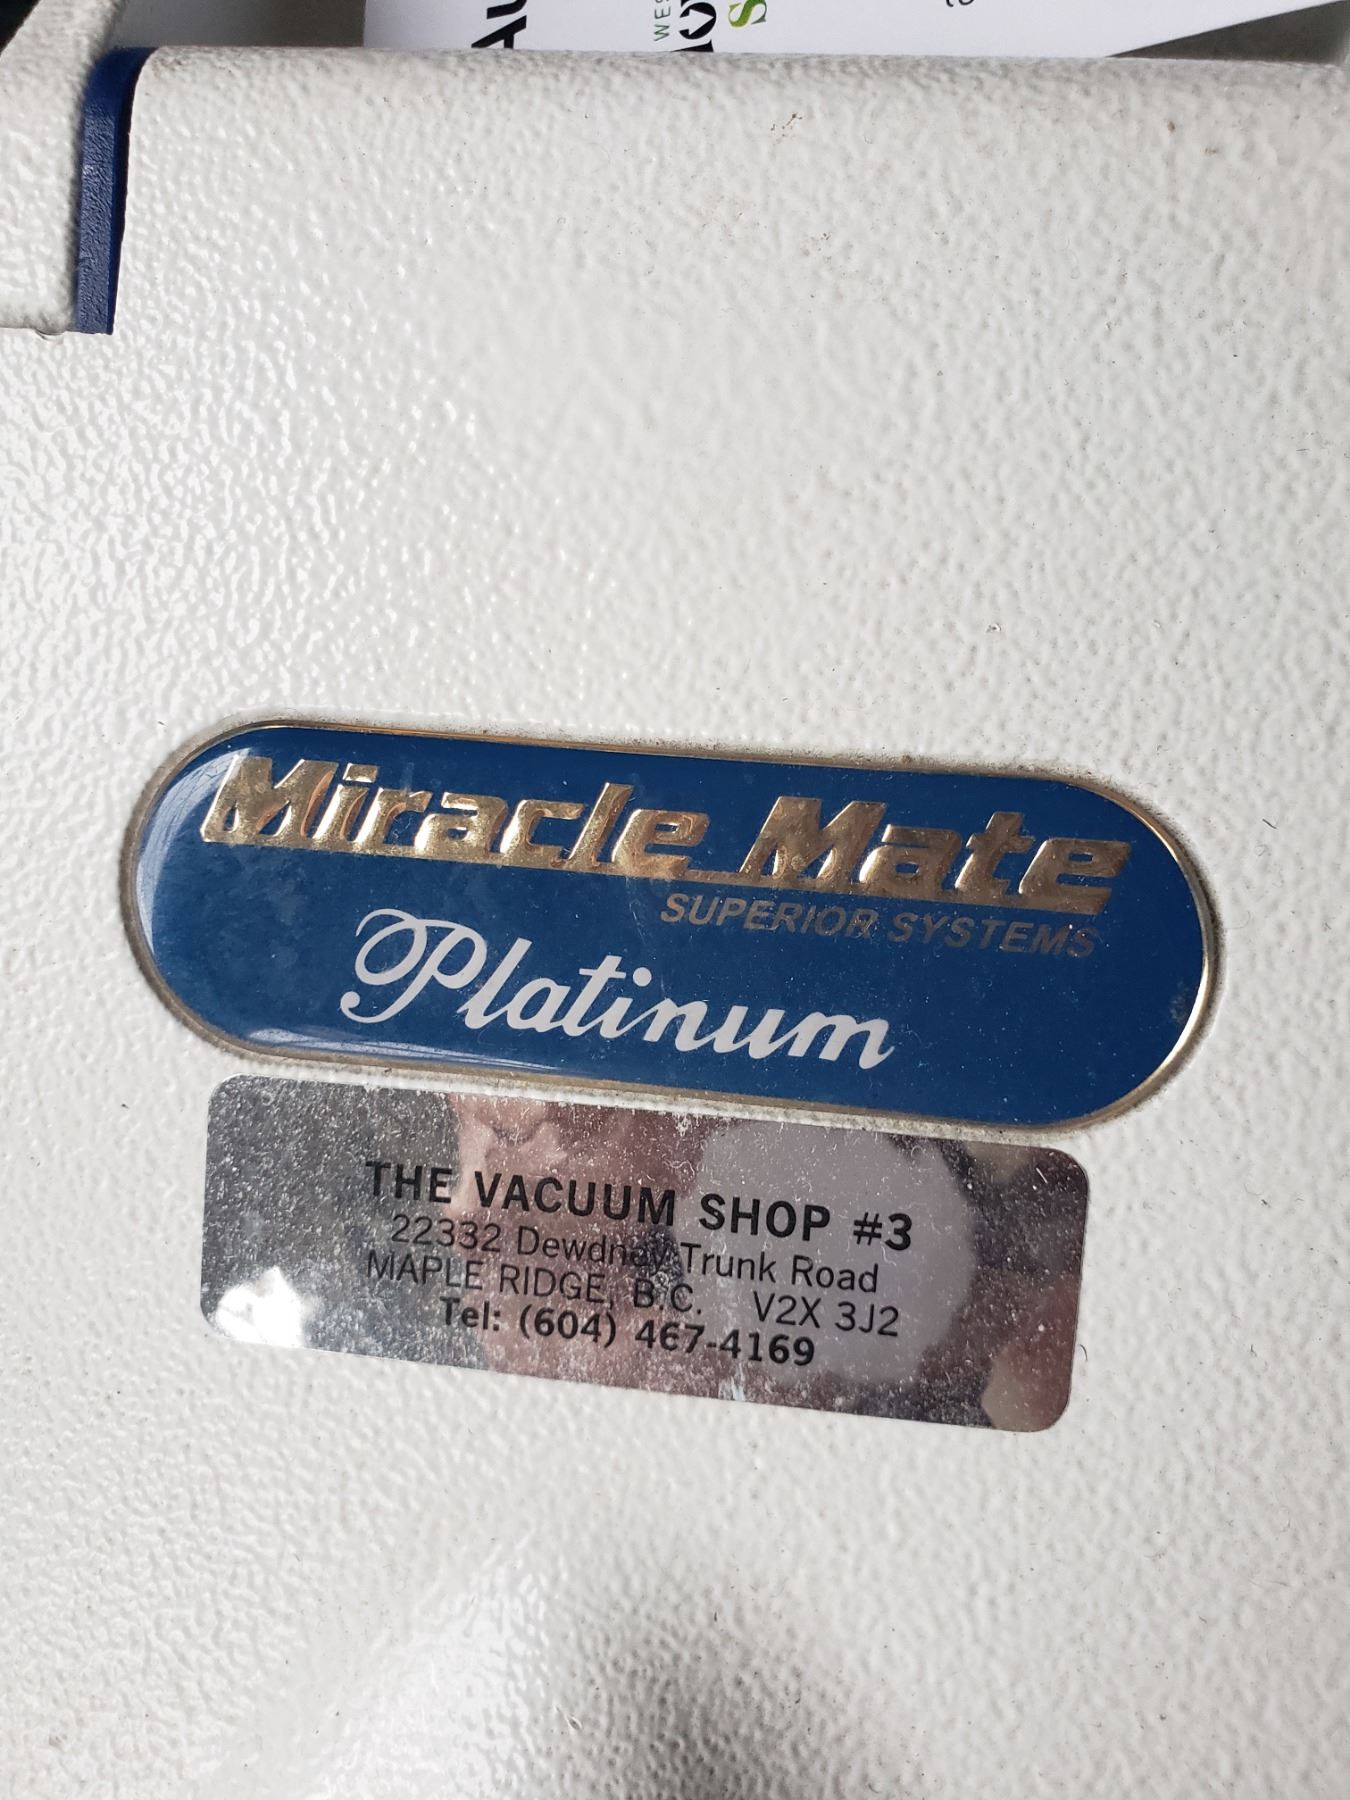 Miracle Mate
SUPERIOR SYSTEMS
Platinum
THE VACUUM SHOP #3
22332 Dewdney Trunk Road
MAPLE RIDGE, B.C. V2X 3J2
Tel: (604) 467-4169